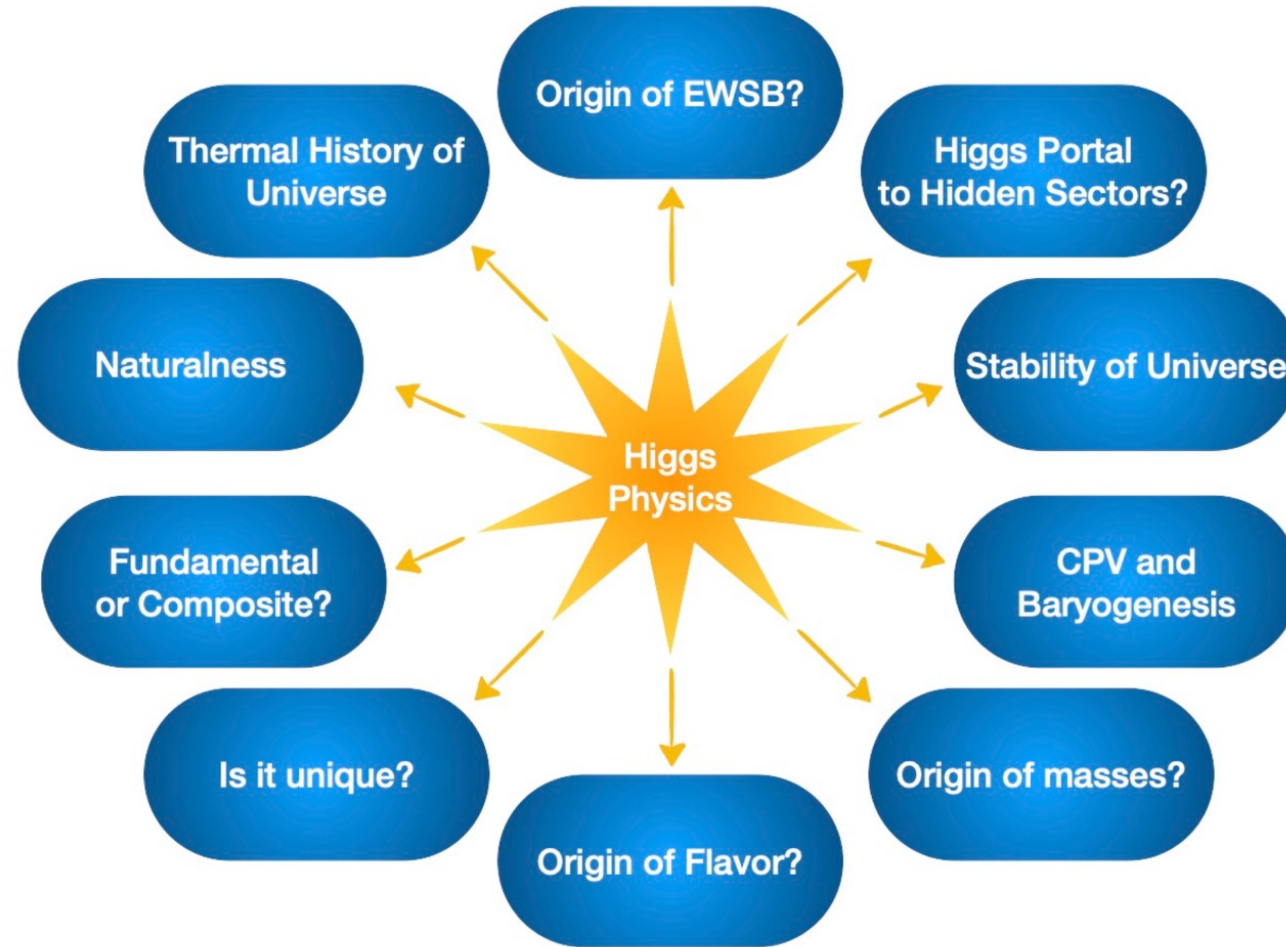 Origin of EWSB?
Thermal History of
Universe
Higgs Portal
to Hidden Sectors?
Naturalness
Stability of Universe
Higgs
Physics
Fundamental
or Composite?
CPV and
Baryogenesis
Is it unique?
Origin of masses?
Origin of Flavor?